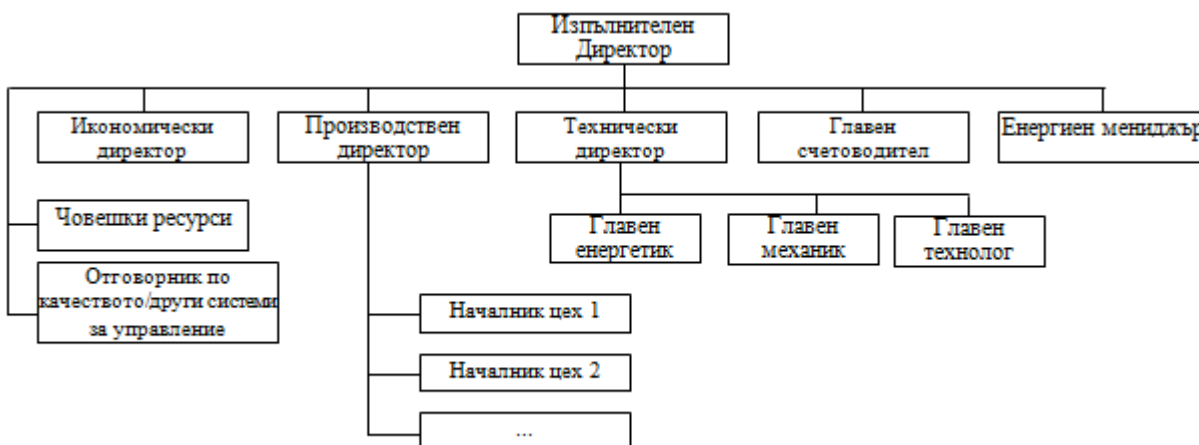 Изпълнителен
Директор
Икономически
директор
Производствен
директор
Технически
директор
Главен
счетоводител
Енергиен мениджър
Човешки ресурси
Главен
енергетик
Главен
механик
Главен
технолог
Отговорник по
качеството/други системи
за управление
Началник цех 1
Началник цех 2
...